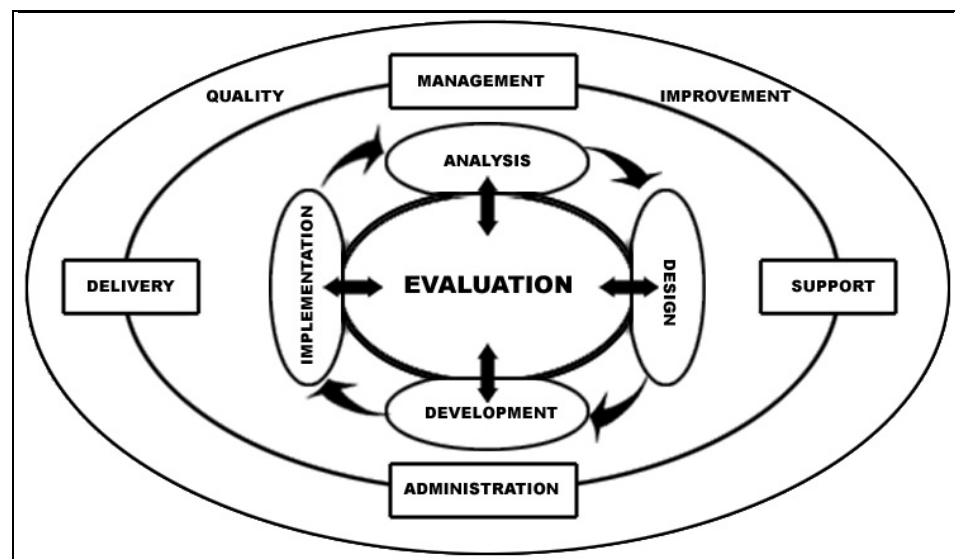 MANAGEMENT
QUALITY
IMPROVEMENT
ANALYSIS
IMPLEMENTATION
DELIVERY
EVALUATION
DESIGN
SUPPORT
DEVELOPMENT
ADMINISTRATION